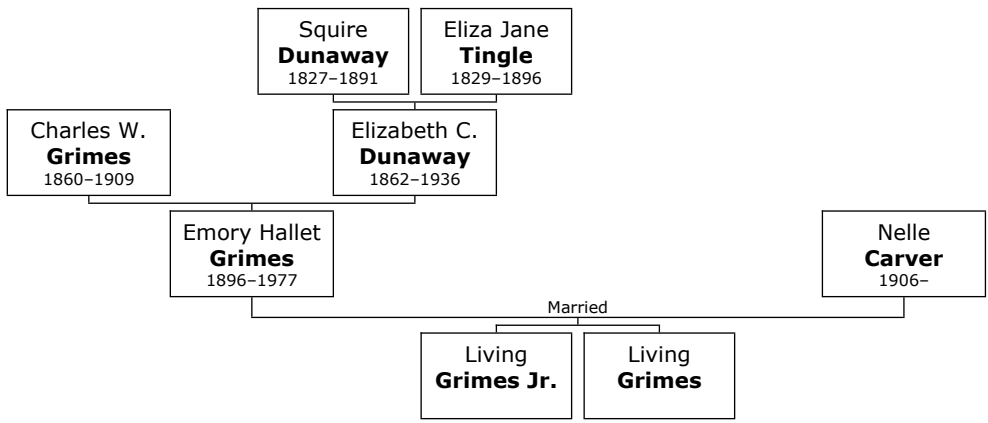 Squire
Dunaway
1827–1891
Eliza Jane
Tingle
1829–1896
Charles W.
Grimes
1860–1909
Elizabeth C.
Dunaway
1862–1936
Emory Hallet
Grimes
1896–1977
Nelle
Carver
1906–
Married
Living
Grimes Jr.
Living
Grimes